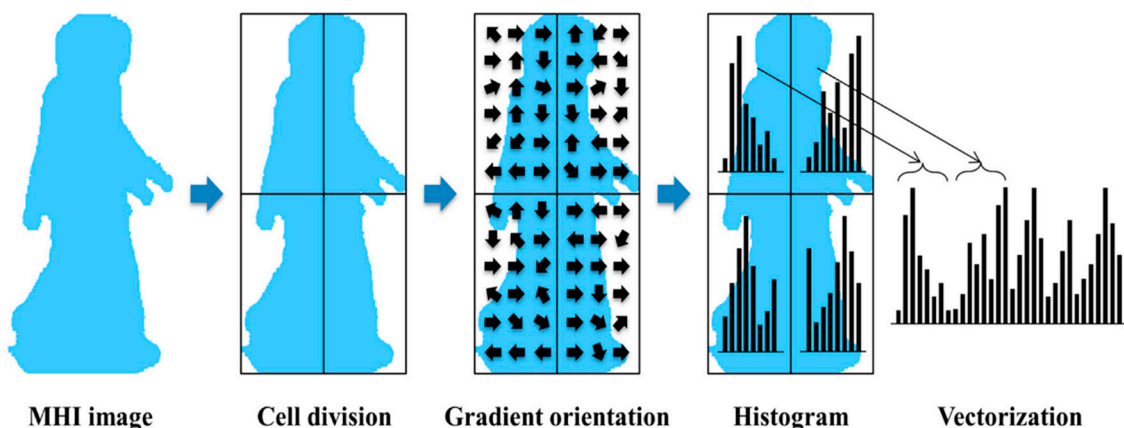 MHI image
Cell division
Gradient orientation
Histogram
Vectorization